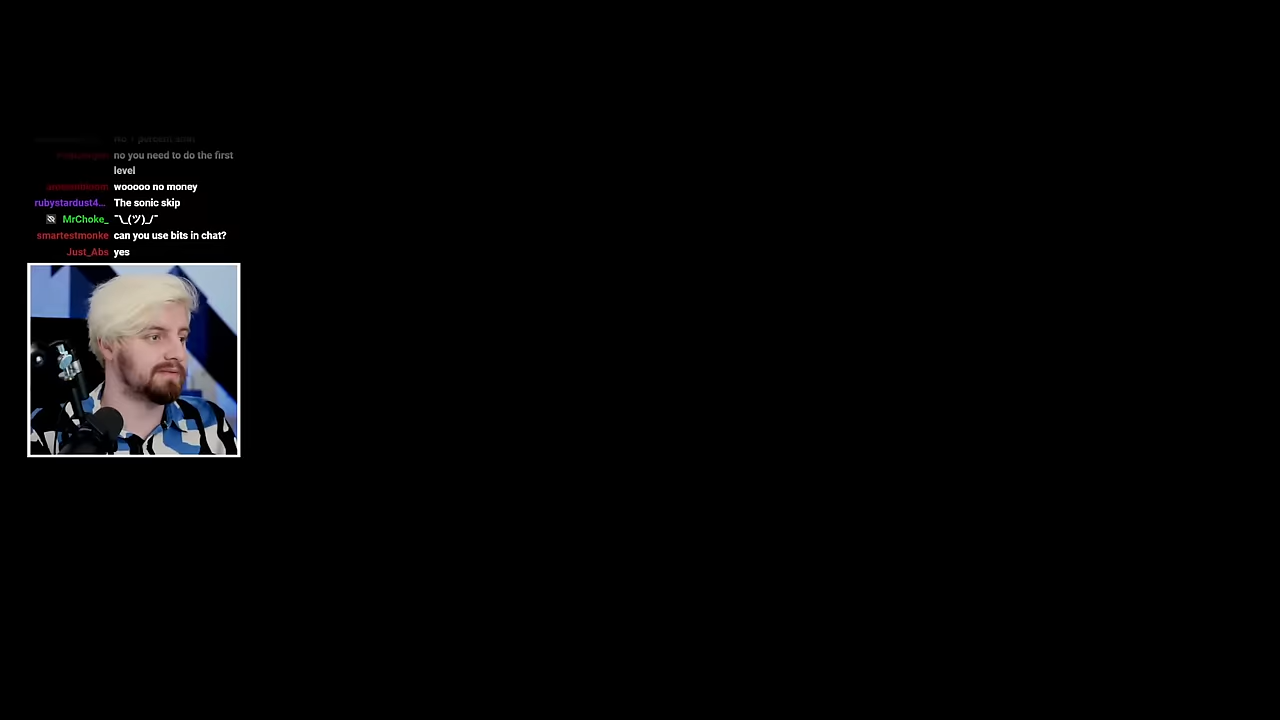 no you need to do the first
level
wooooo no money
rubystardust4... The sonic skip
MrChoke_ ¯\_(ツ)_/¯
smartestmonke can you use bits in chat?
Just_Abs yes